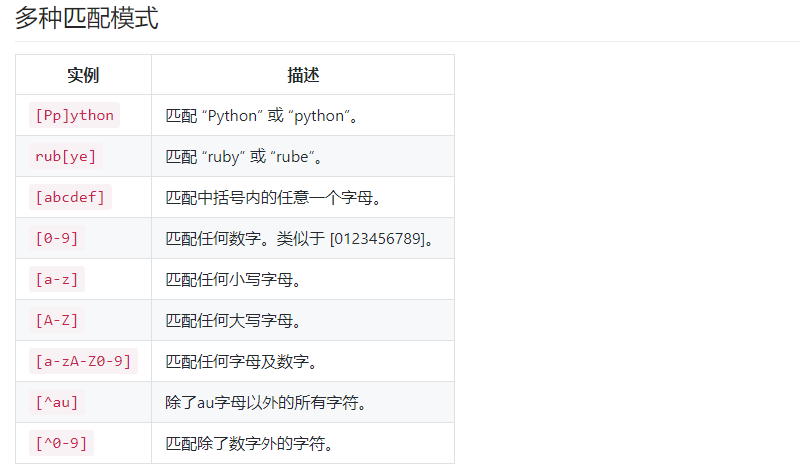 多种匹配模式
实例 描述
[Pp]ython 匹配 “Python” 或 “python”。
rub[ye] 匹配 “ruby” 或 “rube“。
[abcdef] 匹配中括号内的任意一个字母。
[0-9] 匹配任何数字。类似于 [0123456789]。
[a-z] 匹配任何小写字母。
[A-Z] 匹配任何大写字母。
[a-zA-Z0-9] 匹配任何字母及数字。
[^au] 除了au字母以外的所有字符。
[^0-9] 匹配除了数字外的字符。